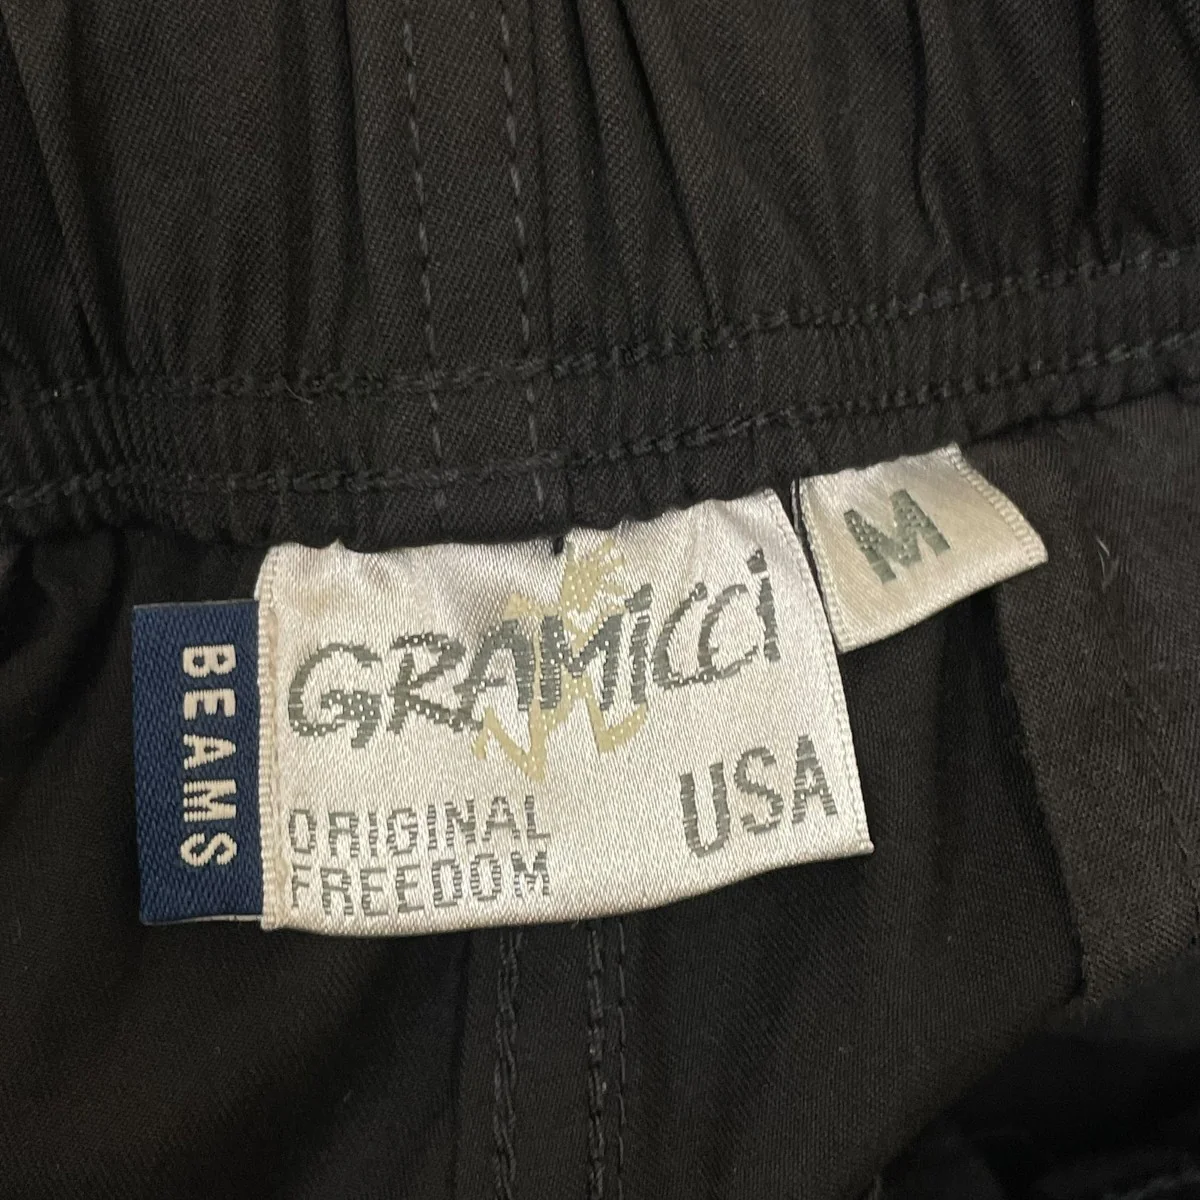 BEAMS
GRAMICCI
USA
ORIGINAL
FREEDOM
M